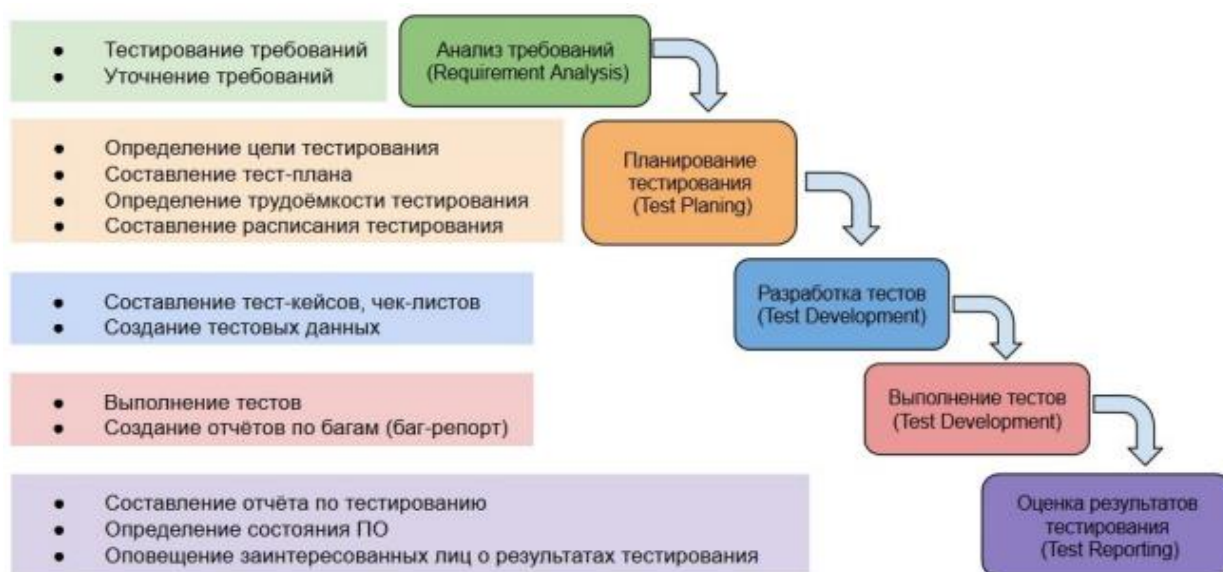 ● Тестирование требований
● Уточнение требований
Анализ требований
(Requirement Analysis)
● Определение цели тестирования
● Составление тест-плана
● Определение трудоёмкости тестирования
● Составление расписания тестирования
Планирование
тестирования
(Test Planing)
● Составление тест-кейсов, чек-листов
● Создание тестовых данных
Разработка тестов
(Test Development)
● Выполнение тестов
● Создание отчётов по багам (баг-репорт)
Выполнение тестов
(Test Development)
● Составление отчёта по тестированию
● Определение состояния ПО
● Оповещение заинтересованных лиц о результатах тестирования
Оценка результатов
тестирования
(Test Reporting)